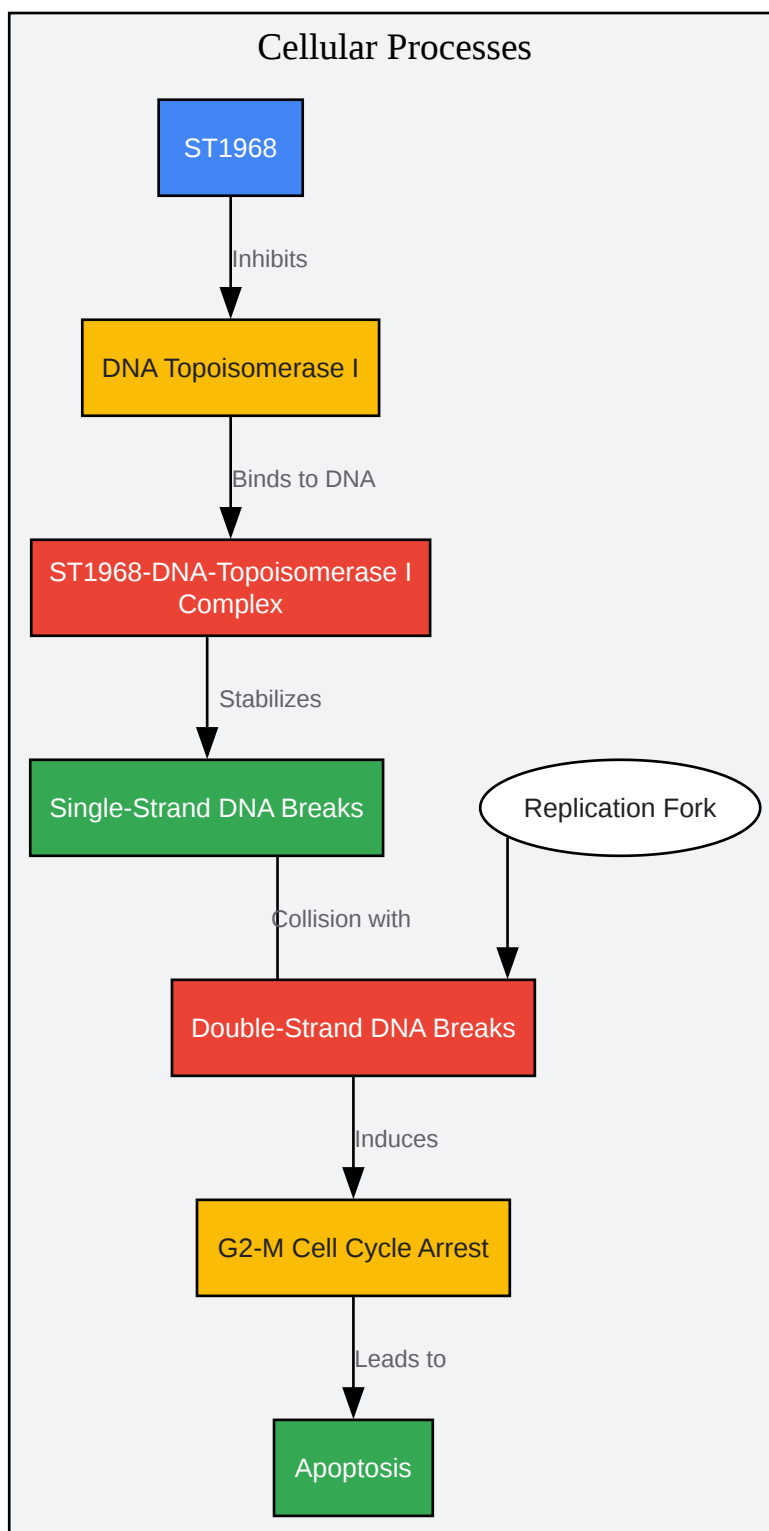 Cellular Processes
ST1968
Inhibits
DNA Topoisomerase I
Binds to DNA
ST1968-DNA-Topoisomerase I
Complex
Stabilizes
Single-Strand DNA Breaks
Replication Fork
Collision with
Double-Strand DNA Breaks
Induces
G2-M Cell Cycle Arrest
Leads to
Apoptosis